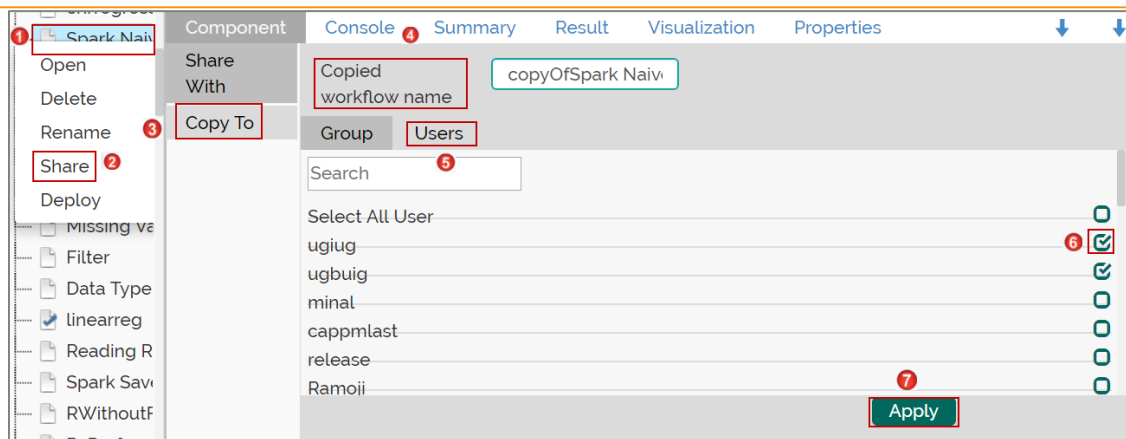 Spark Naiv
Component Console Summary Result Visualization Properties
1
4
Open
Delete
Rename
3
Share
2
Deploy
Missing Va
Filter
Data Type
linearreg
Reading R
Spark Save
RWithoutF
Share
With
Copy To
Copied
workflow name
copyOfSpark Naiv
Group Users
5
Search
Select All User
ugiug
6
ugbuig
minal
cappmlast
release
Ramoji
7
Apply